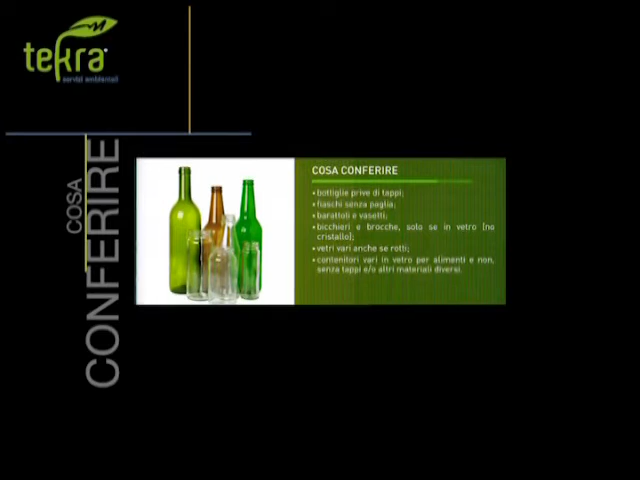 tekra
servizi ambientali
COSA
CONFERIRE
COSA CONFERIRE
• bottiglie prive di tappi;
• fiaschi senza paglia;
• barattoli e vasetti;
• bicchieri e brocche, solo se in vetro [no
cristallo];
• vetri vari anche se rotti;
• contenitori vari in vetro per alimenti e non,
senza tappi e/o altri materiali diversi.